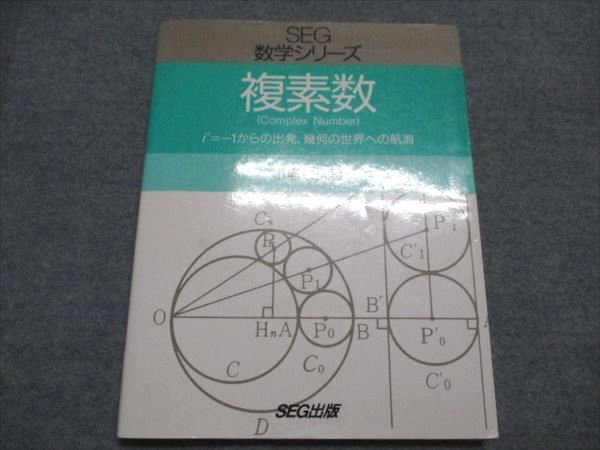 SEG
数学シリーズ
複素数
(Complex Number)
i²=-1からの出発、幾何の世界への航海
Cₙ
Pₙ
P₁
P'₁
C'₁
B'
O
HₙA
P₀
B
P'₀
A
C
C₀
C'₀
D
SEG出版